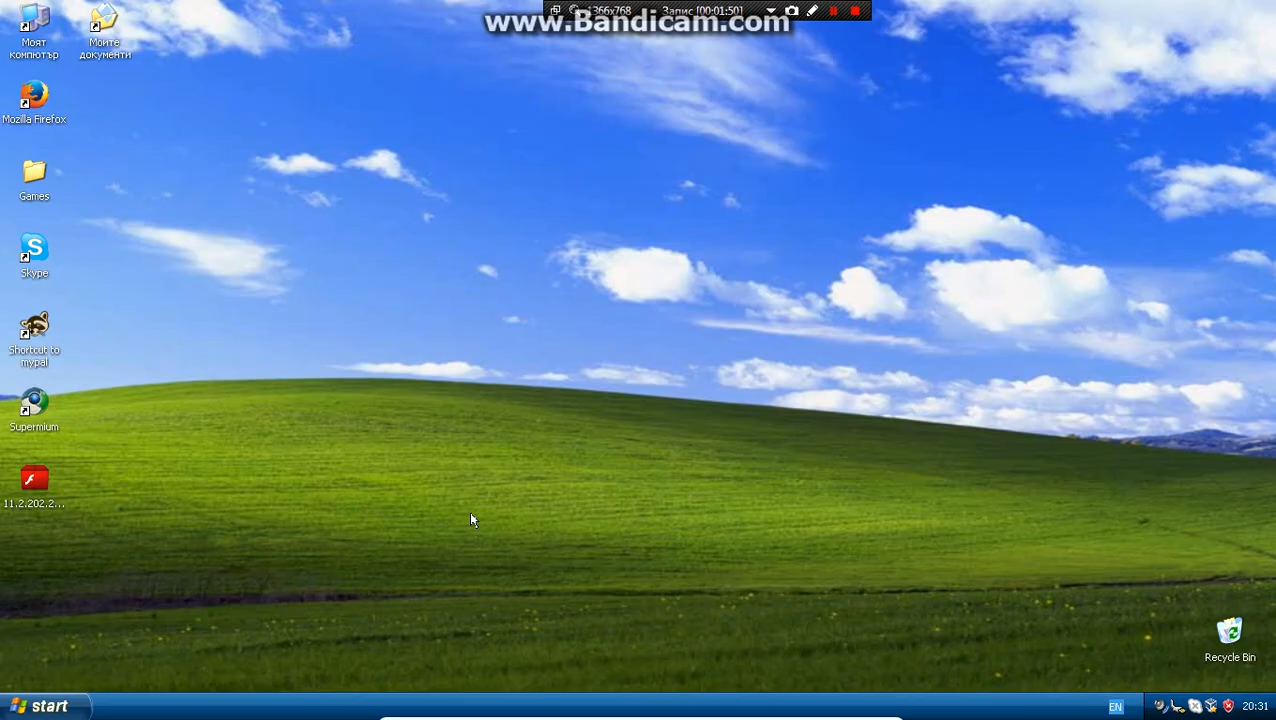 1366x768 Запис [00:01:50]
www.Bandicam.com
Моят
компютър
Моите
документи
Mozilla Firefox
Games
Skype
Shortcut to
mypal
Supermium
11.2.202.2...
Recycle Bin
start
EN
20:31